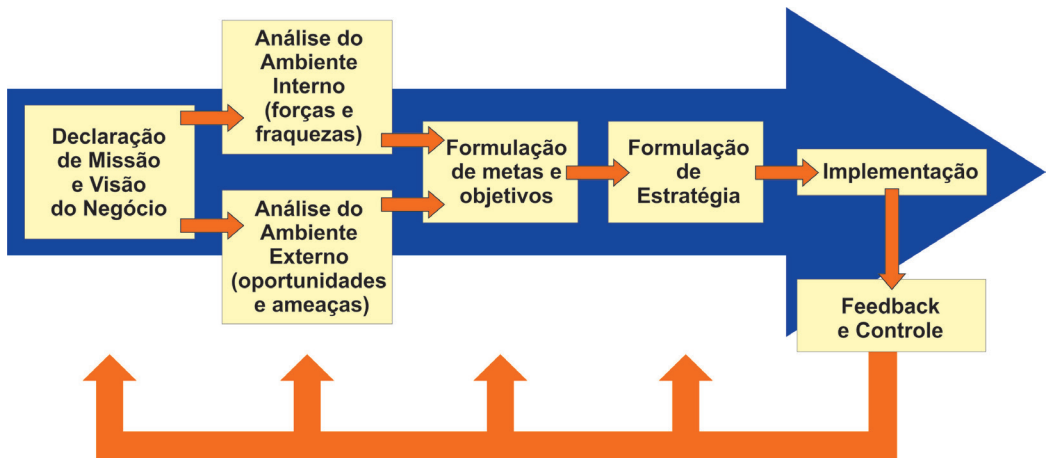 Declaração
de Missão
e Visão
do Negócio
Análise do
Ambiente
Interno
(forças e
fraquezas)
Análise do
Ambiente
Externo
(oportunidades
e ameaças)
Formulação
de metas e
objetivos
Formulação
de
Estratégia
Implementação
Feedback
e Controle